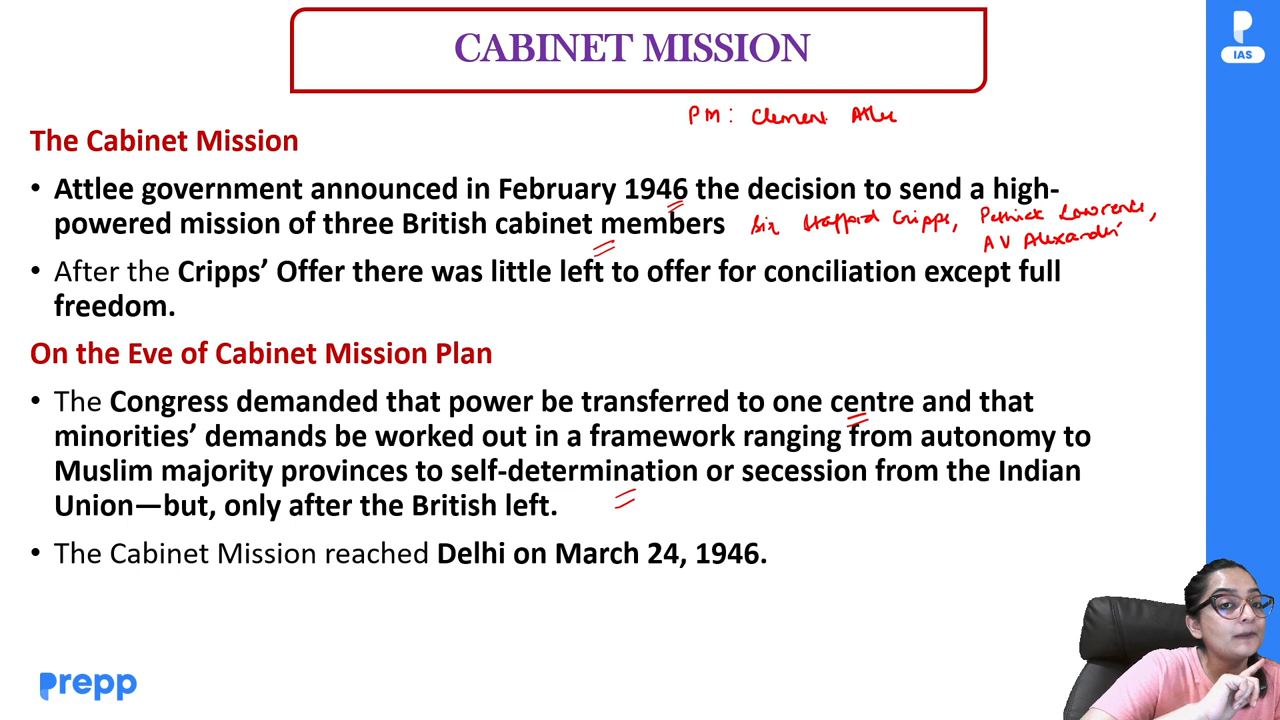 CABINET MISSION
IAS
PM: Clement Atlee
The Cabinet Mission
• Attlee government announced in February 1946 the decision to send a high-
powered mission of three British cabinet members
Sir Stafford Cripps, Pethick Lawrence,
A V Alexander
• After the Cripps’ Offer there was little left to offer for conciliation except full
freedom.
On the Eve of Cabinet Mission Plan
• The Congress demanded that power be transferred to one centre and that
minorities’ demands be worked out in a framework ranging from autonomy to
Muslim majority provinces to self-determination or secession from the Indian
Union—but, only after the British left.
• The Cabinet Mission reached Delhi on March 24, 1946.
prepp